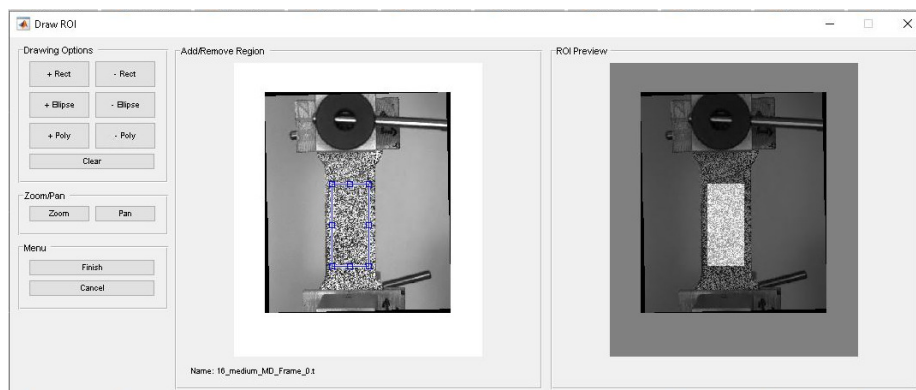 Draw ROI
Drawing Options
+ Rect
- Rect
+ Ellipse
- Ellipse
+ Poly
- Poly
Clear
Zoom/Pan
Zoom
Pan
Menu
Finish
Cancel
Add/Remove Region
Name: 16_medium_MD_Frame_0.t
ROI Preview